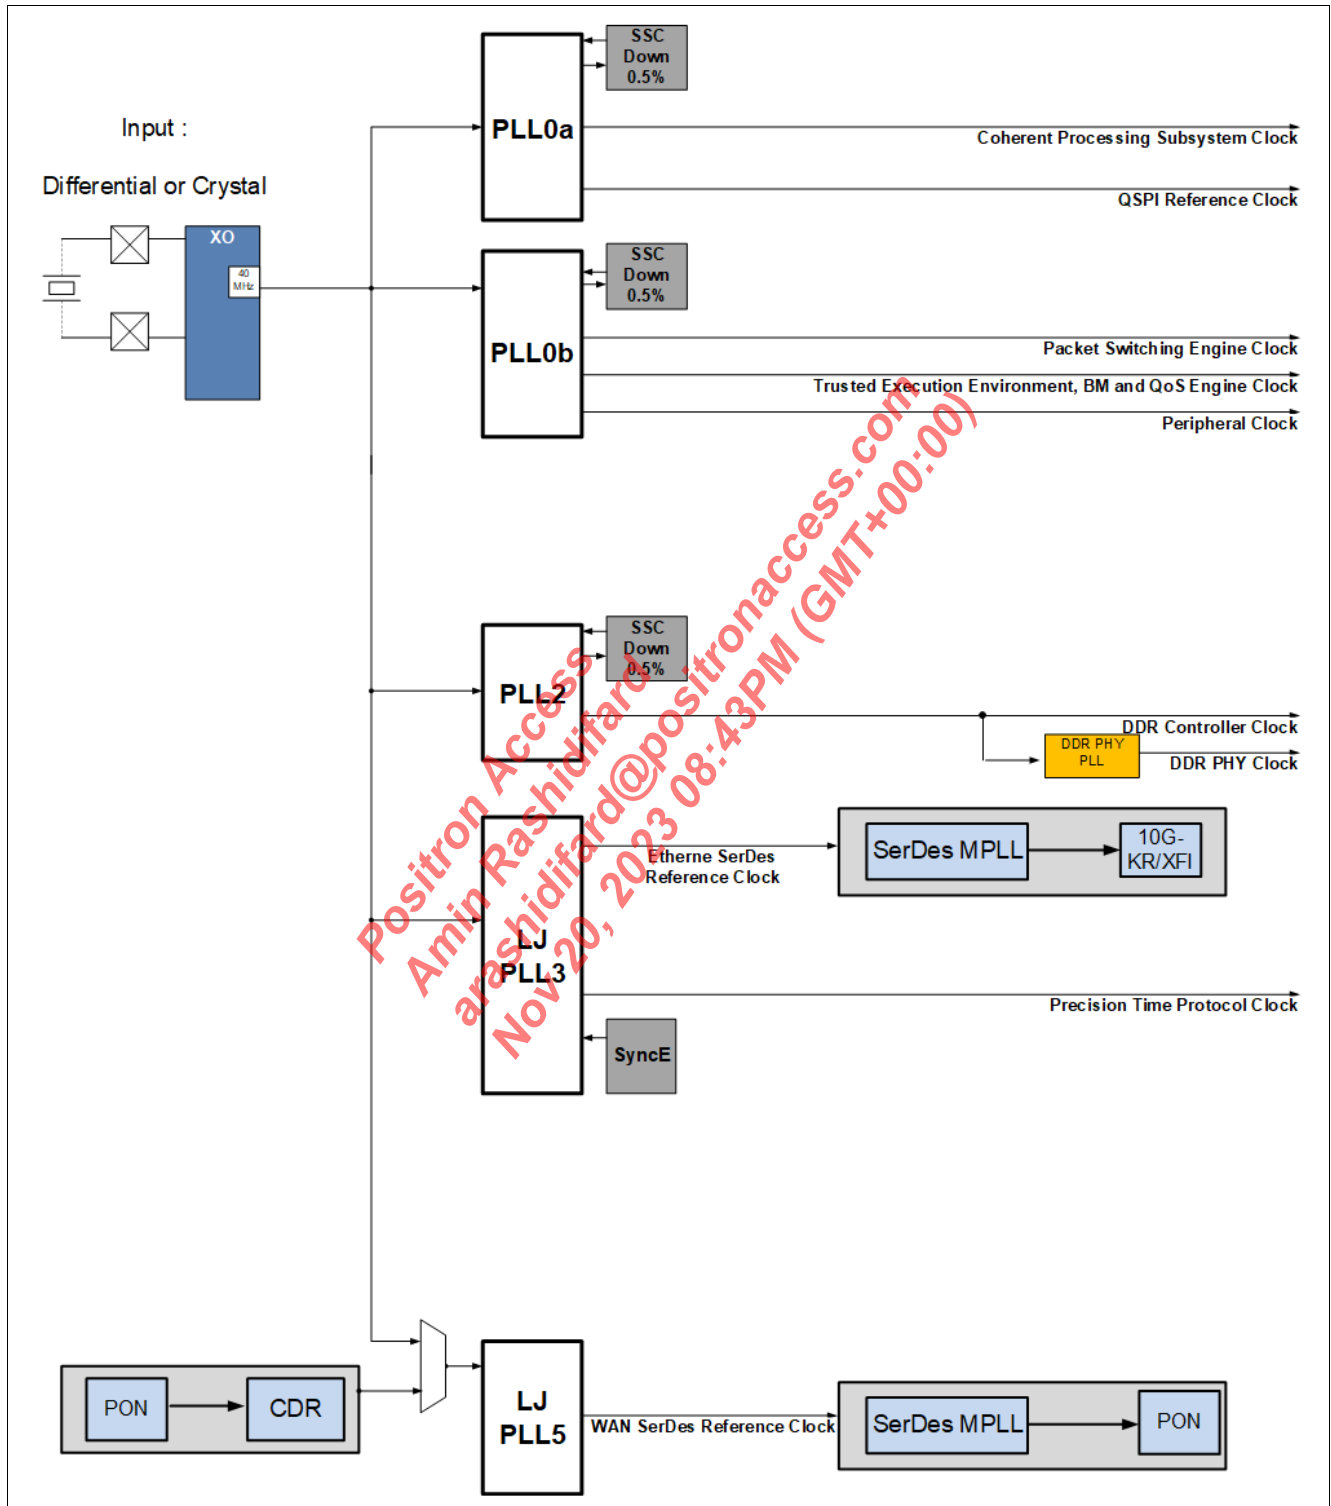 SSC
Down
0.5%
PLL0a
Input :
Coherent Processing Subsystem Clock
Differential or Crystal
QSPI Reference Clock
XO
40
MHz
SSC
Down
0.5%
PLL0b
Packet Switching Engine Clock
Trusted Execution Environment, BM and QoS Engine Clock
Peripheral Clock
SSC
Down
0.5%
PLL2
DDR Controller Clock
DDR PHY
PLL
DDR PHY Clock
Etherne SerDes
Reference Clock
SerDes MPLL
10G-
KR/XFI
LJ
PLL3
Precision Time Protocol Clock
SyncE
PON
CDR
LJ
PLL5
WAN SerDes Reference Clock
SerDes MPLL
PON
Positron Access
Amin Rashidifard
arashidifard@positronaccess.com
Nov 20, 2023 08:43PM (GMT+00:00)